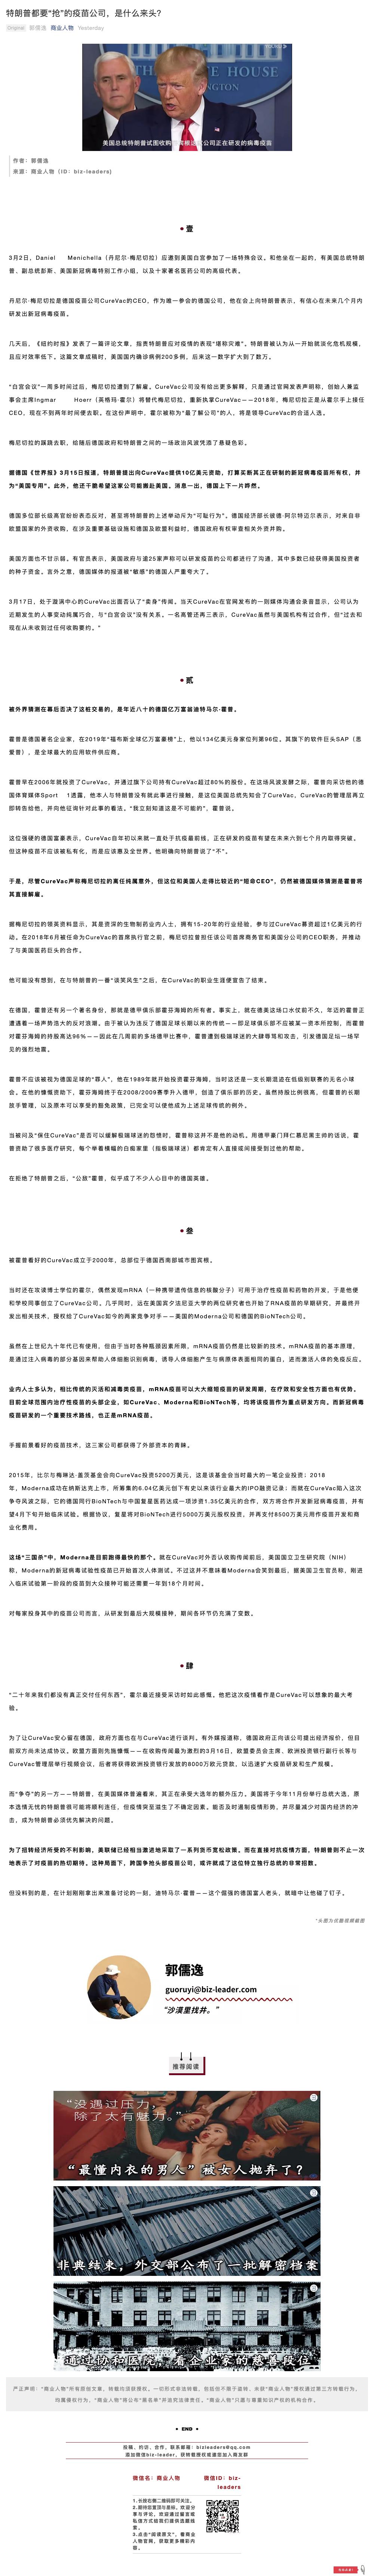 特朗普都要“抢”的疫苗公司，是什么来头?
Original 郭儒逸 商业人物 Yesterday
美国总统特朗普试图收购
公司正在研发的病毒疫苗
作者：郭儒逸
来源：商业人物（ID：biz-leaders)
壹
3月2日，Daniel Menichella（丹尼尔·梅尼切拉）应邀到美国白宫参加了一场特殊会议。和他坐在一起的，有美国总统特朗
普、副总统彭斯、美国新冠病毒特别工作小组，以及十家著名医药公司的高级代表。
丹尼尔·梅尼切拉是德国疫苗公司CureVac的CEO，作为唯一参会的德国公司，他在会上向特朗普表示，有信心在未来几个月内
研发出新冠病毒疫苗。
几天后，《纽约时报》发表了一篇评论文章，指责特朗普应对疫情的表现“堪称灾难”。特朗普被认为从一开始就淡化危机规模，
且应对效率低下。这篇文章成稿时，美国国内确诊病例200多例，后来这一数字扩大到了数万。
“白宫会议”一周多时间过后，梅尼切拉遭到了解雇。CureVac公司没有给出更多解释，只是通过官网发表声明称，创始人兼监
事会主席Ingmar Hoerr（英格玛·霍尔）将替代梅尼切拉，重新执掌CureVac——2018年，梅尼切拉正是从霍尔手上接任
CEO，现在不到两年时间便去职。在这份声明中，霍尔被称为“最了解公司”的人，将是领导CureVac的合适人选。
梅尼切拉的蹊跷去职，给随后德国政府和特朗普之间的一场政治风波凭添了悬疑色彩。
据德国《世界报》3月15日报道，特朗普提出向CureVac提供10亿美元资助，打算买断其正在研制的新冠病毒疫苗所有权，并
为“美国专用”。此外，他还干脆希望这家公司能搬赴美国。消息一出，德国上下一片哗然。
德国多位部长级高官纷纷表态反对，甚至将特朗普的上述举动斥为“可耻行为”。德国经济部长彼德·阿尔特迈尔表示，对来自非
欧盟国家的外资收购，在涉及重要基础设施和德国及欧盟利益时，德国政府有权审查相关外资并购。
美国方面也不甘示弱。有官员表示，美国政府与逾25家声称可以研发疫苗的公司都进行了沟通，其中多数已经获得美国投资者
的种子资金。言外之意，德国媒体的报道被“敏感”的德国人严重夸大了。
3月17日，处于漩涡中心的CureVac出面否认了“卖身”传闻。当天CureVac在官网发布的一则媒体沟通会录音显示，公司认为
近期发生的人事变动纯属巧合，与“白宫会议”没有关系。一名高管还再三表示，CureVac虽然与美国机构有过合作，但“过去和
现在从未收到过任何收购要约。”
贰
被外界猜测在幕后否决了这桩交易的，是年近八十的德国亿万富翁迪特马尔·霍普。
霍普是德国著名企业家，在2019年“福布斯全球亿万富豪榜”上，他以134亿美元身家位列第96位。其旗下的软件巨头SAP（思
爱普），是全球最大的应用软件供应商。
霍普早在2006年就投资了CureVac，并通过旗下公司持有CureVac超过80%的股份。在这场风波发酵之际，霍普向采访他的德
国体育媒体Sport 1透露，他本人与特朗普没有就此事进行接触，是这位美国总统先知会了CureVac，CureVac的管理层再立
即转告给他，并向他征询针对此事的看法。“我立刻知道这是不可能的”，霍普说。
这位强硬的德国富豪表示，CureVac自年初以来就一直处于抗疫最前线，正在研发的疫苗有望在未来六到七个月内取得突破。
但这种疫苗不应该被私有化，而是应该惠及全世界。他明确向特朗普说了“不”。
于是，尽管CureVac声称梅尼切拉的离任纯属意外，但这位和美国人走得比较近的“短命CEO”，仍然被德国媒体猜测是霍普将
其直接解雇。
据梅尼切拉的领英资料显示，其是资深的生物制药业内人士，拥有15-20年的行业经验，参与过CureVac募资超过1亿美元的行
动。在2018年6月被任命为CureVac的首席执行官之前，梅尼切拉曾担任该公司首席商务官和美国分公司的CEO职务，并推动
了与美国医药巨头的合作。
他可能没有想到，在与特朗普的一番“谈笑风生”之后，在CureVac的职业生涯便宣告了结束。
在德国，霍普还有另一个著名身份，那就是德甲俱乐部霍芬海姆的所有者。事实上，就在德美这场口水仗前不久，年迈的霍普正
遭遇着一场声势浩大的反对浪潮。由于被认为违反了德国足球长期以来的传统——即足球俱乐部不应被某一资本所控制，而霍普
对霍芬海姆的持股高达96%——因此在几周前的多场德甲比赛中，霍普遭到极端球迷的大肆辱骂和攻击，引发德国足坛一场罕
见的强烈地震。
霍普不应该被视为德国足球的“罪人”，他在1989年就开始投资霍芬海姆，当时这还是一支长期混迹在低级别联赛的无名小球
会。在他的慷慨资助下，霍芬海姆终于在2008/2009赛季升入德甲，创造了俱乐部的历史。虽然持股比例很高，但霍普的长期
放手管理，以及原本可以享受的豁免政策，已完全可以使他成为上述足球传统的例外。
当被问及“保住CureVac”是否可以缓解极端球迷的怨愤时，霍普称这并不是他的动机。用德甲豪门拜仁慕尼黑主帅的话说，霍
普资助了很多医疗研究，每个举着横幅的白痴家里（指极端球迷）都肯定有人直接或间接受到过他的帮助。
在拒绝了特朗普之后，“公敌”霍普，似乎成了不少人心目中的德国英雄。
叁
被霍普看好的CureVac成立于2000年，总部位于德国西南部城市图宾根。
当时还在攻读博士学位的霍尔，偶然发现mRNA（一种携带遗传信息的核酸分子）可用于治疗性疫苗和药物的开发，于是他便
和学校同事创立了CureVac公司。几乎同时，远在美国宾夕法尼亚大学的两位研究者也开始了RNA疫苗的早期研究，并最终开
发出相关技术，授权给了CureVac如今的两家竞争对手——美国的Moderna公司和德国的BioNTech公司。
虽然在上世纪九十年代已有使用，但由于当时各种瓶颈因素所限，mRNA疫苗仍然是比较新的技术。mRNA疫苗的基本原理，
是通过注入病毒的部分基因来帮助人体细胞识别病毒，诱导人体细胞产生与病原体表面相同的蛋白，进而激活人体的免疫反应。
业内人士多认为，相比传统的灭活和减毒类疫苗，mRNA疫苗可以大大缩短疫苗的研发周期，在疗效和安全性方面也有优势。
目前全球范围内治疗性疫苗的头部企业，如CureVac、Moderna和BioNTech等，均将该疫苗作为重点研发方向。而新冠病毒
疫苗研发的一个重要技术路线，也正是mRNA疫苗。
手握前景看好的疫苗技术，这三家公司都获得了外部资本的青睐。
2015年，比尔与梅琳达·盖茨基金会向CureVac投资5200万美元，这是该基金会当时最大的一笔企业投资；2018
年，Moderna成功在纳斯达克上市，所筹集的6.04亿美元创下有史以来该行业最大的IPO融资记录；而就在CureVac陷入这次
争夺风波之际，它的德国同行BioNTech与中国复星医药达成一项涉资1.35亿美元的合作，双方将合作开发新冠病毒疫苗，并有
望4月下旬开始临床试验。根据协议，复星将对BioNTech进行5000万美元股权投资，并再支付8500万美元用作疫苗开发和商
业化费用。
这场“三国杀”中，Moderna是目前跑得最快的那个。就在CureVac对外否认收购传闻前后，美国国立卫生研究院（NIH）
称，Moderna的新冠病毒试验性疫苗已开始首次人体测试。不过这并不意味着Moderna会笑到最后，据美国卫生官员称，刚进
入临床试验第一阶段的疫苗到大众接种可能还需要一年到18个月时间。
对每家投身其中的疫苗公司而言，从研发到最后大规模接种，期间各环节仍充满了变数。
肆
“二十年来我们都没有真正交付任何东西”，霍尔最近接受采访时如此感慨。他把这次疫情看作是CureVac可以想象的最大考
验。
为了让CureVac安心留在德国，政府方面也在与CureVac进行谈判。有外媒报道称，德国政府正向该公司提出经济报价，但目
前双方尚未达成协议。欧盟方面则先施慷慨——在收购传闻最为激烈的3月16日，欧盟委员会主席、欧洲投资银行副行长等与
CureVac管理层举行视频会议，后者将获得欧洲投资银行发放的8000万欧元贷款，以迅速扩大疫苗研发和生产规模。
而“争夺”的另一方——特朗普，在美国媒体普遍看来，其正在承受大选年的额外压力。美国将于今年11月份举行总统大选，原
本选情无忧的特朗普很可能将顺利连任，但疫情突至滋生了不确定因素。能否及时遏制疫情形势，并尽量减少对国内经济的冲
击，成为特朗普必须优先解决的问题。
为了招特经济所受的不利影响，美联储已经相当激进地采取了一系列货币宽松政策。而在直接对抗疫情方面，特朗普则不止一次
地表示了对疫苗的热切期待。这种局面下，跨国争抢头部疫苗公司，或许就成了这位特立独行总统的非常招数。
但没料到的是，在计划刚刚拿出来准备讨论的一刻，迪特马尔·霍普——这个倔强的德国富人老头，就暗中让他碰了钉子。
*头图为优酷视频截图
郭儒逸
guoruyi@biz-leader.com
“沙漠里找井。”
推荐阅读
“没遇过压力，
除了太有魅力。”
“最懂内衣的男人”被女人抛弃了？
非典结束，外交部公布了一批解密档案
通过协和医院，看企业家的慈善段位
严正声明：“商业人物”所有原创文章，转载均须获授权。一切形式非法转载，包括但不限于盗转、未获“商业人物”授权通过第三方转载行为，
均属侵权行为，“商业人物”将公布“黑名单”并追究法律责任。“商业人物”只愿与尊重知识产权的机构合作。
END
投稿、约访、合作，联系邮箱：bizleaders@qq.com
添加微信biz-leader，获转载授权或邀您加入商友群
微信名：商业人物
微信ID：biz-
leaders
1.长按右侧二维码即可关注。
2.期待您置顶与星标，欢迎分
享与评论，欢迎通过留言或
私信方式给我们提供选题线
索。
3.点击“阅读原文”，看商业
人物官网，获取更多精彩内
容。